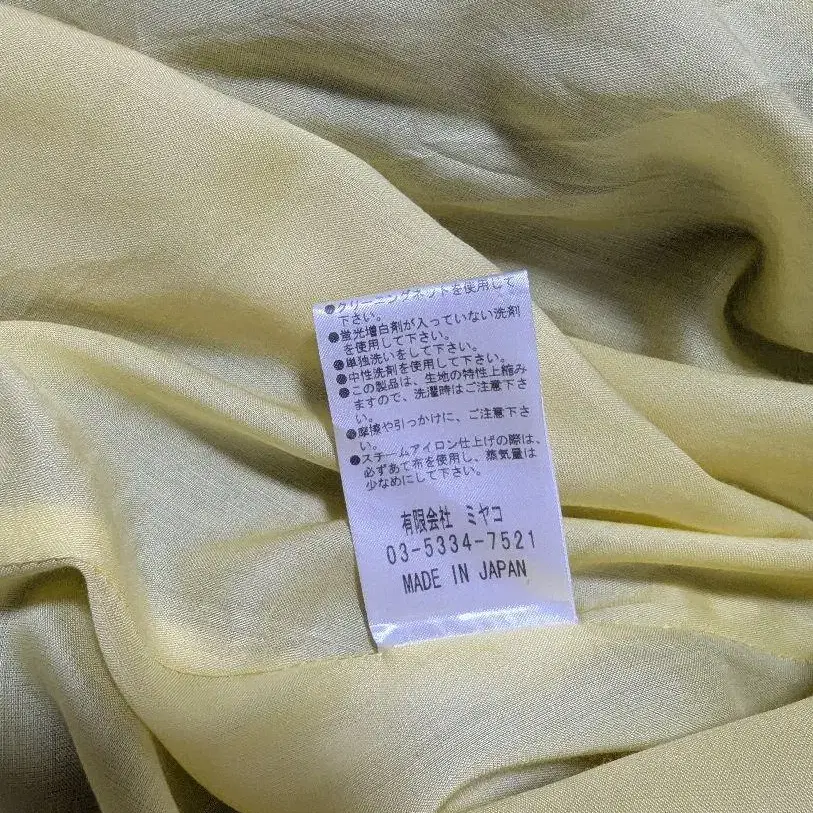 ●クリーニングネットを使用して
下さい。
●蛍光増白剤が入っていない洗剤
を使用して下さい。
●単独洗いをして下さい。
●中性洗剤を使用して下さい。
●この製品は、生地の特性上縮み
ますので、洗濯時はご注意下さ
い。
●摩擦や引っかけに、ご注意下さ
い。
●スチームアイロン仕上げの際は、
必ずあて布を使用し、蒸気量は
少なめにして下さい。
有限会社 ミヤコ
03-5334-7521
MADE IN JAPAN